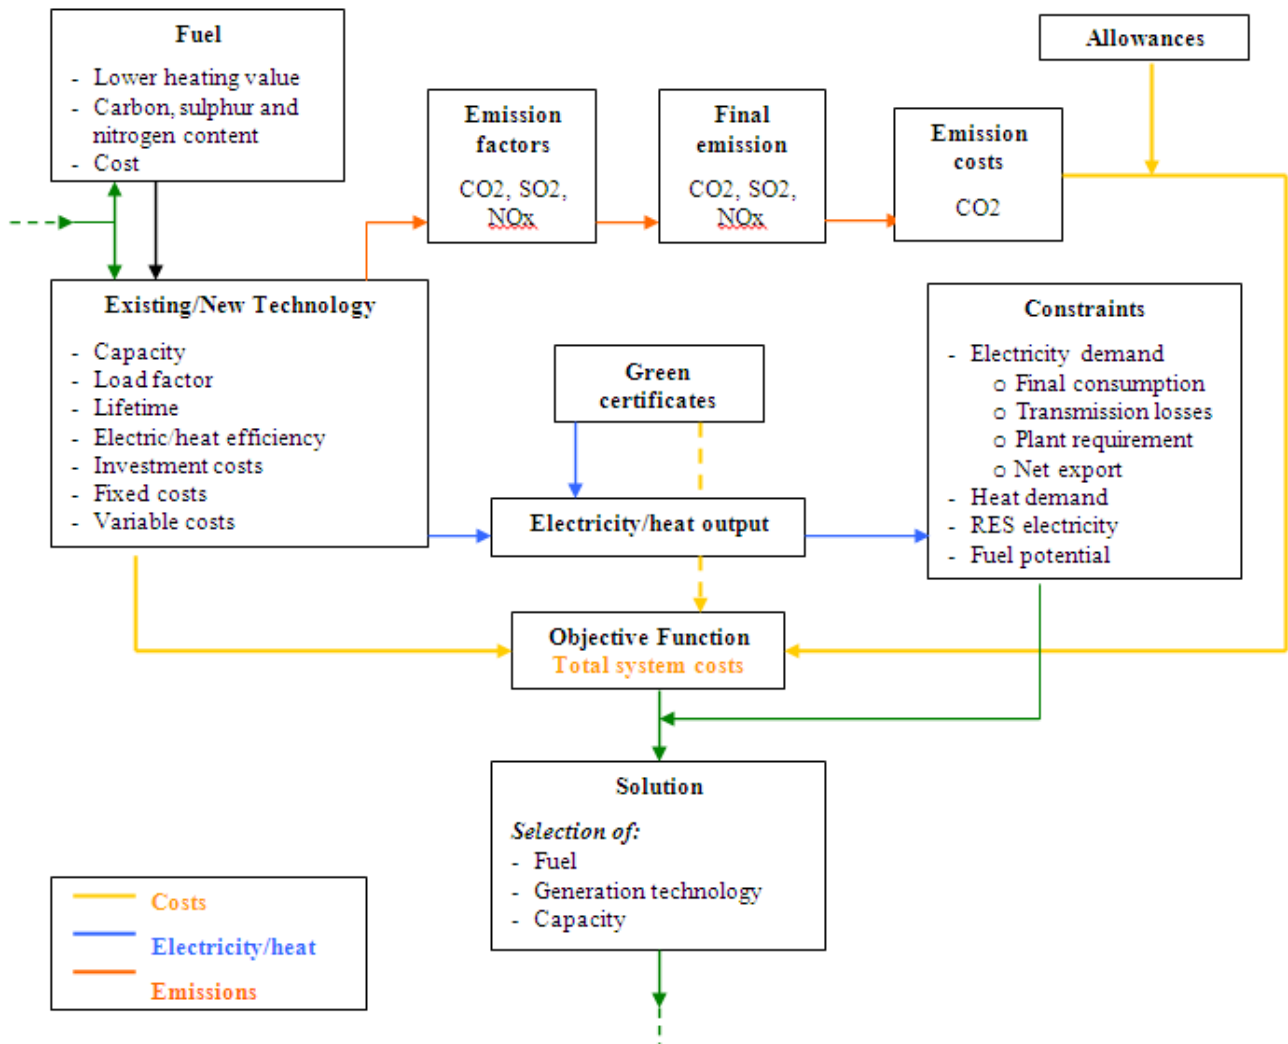 Fuel
- Lower heating value
- Carbon, sulphur and
nitrogen content
- Cost
Allowances
Emission
factors
CO2, SO2,
NOx
Final
emission
CO2, SO2,
NOx
Emission
costs
CO2
Existing/New Technology
- Capacity
- Load factor
- Lifetime
- Electric/heat efficiency
- Investment costs
- Fixed costs
- Variable costs
Green
certificates
Electricity/heat output
Constraints
- Electricity demand
o Final consumption
o Transmission losses
o Plant requirement
o Net export
- Heat demand
- RES electricity
- Fuel potential
Objective Function
Total system costs
Solution
Selection of:
- Fuel
- Generation technology
- Capacity
Costs
Electricity/heat
Emissions